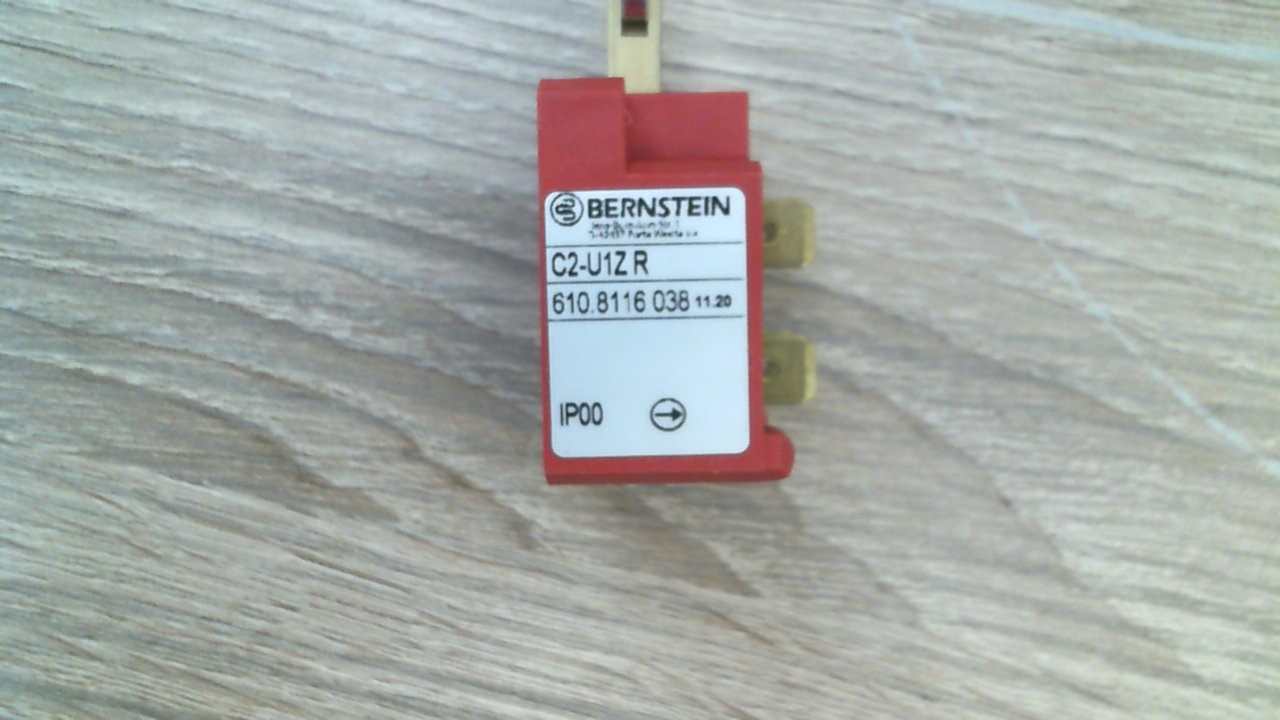 BERNSTEIN
C2-U1Z R
610.8116 038 11.20
IP00